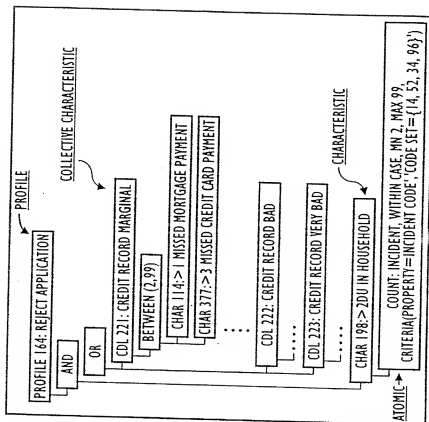 PROFILE
PROFILE 164: REJECT APPLICATION
AND
OR
COLLECTIVE CHARACTERISTIC
CDL 221: CREDIT RECORD MARGINAL
BETWEEN (2,99)
CHAR 114:> 1 MISSED MORTGAGE PAYMENT
CHAR 377:> 3 MISSED CREDIT CARD PAYMENT
CDL 222: CREDIT RECORD BAD
CDL 223: CREDIT RECORD VERY BAD
CHARACTERISTIC
CHAR 198:> 2DU IN HOUSEHOLD
COUNT: INCIDENT, WITHIN CASE, MN 2, MAX 99,
CRITERIA(PROPERTY='INCIDENT CODE','CODE SET = {14, 52, 34, 96}')
ATOMIC